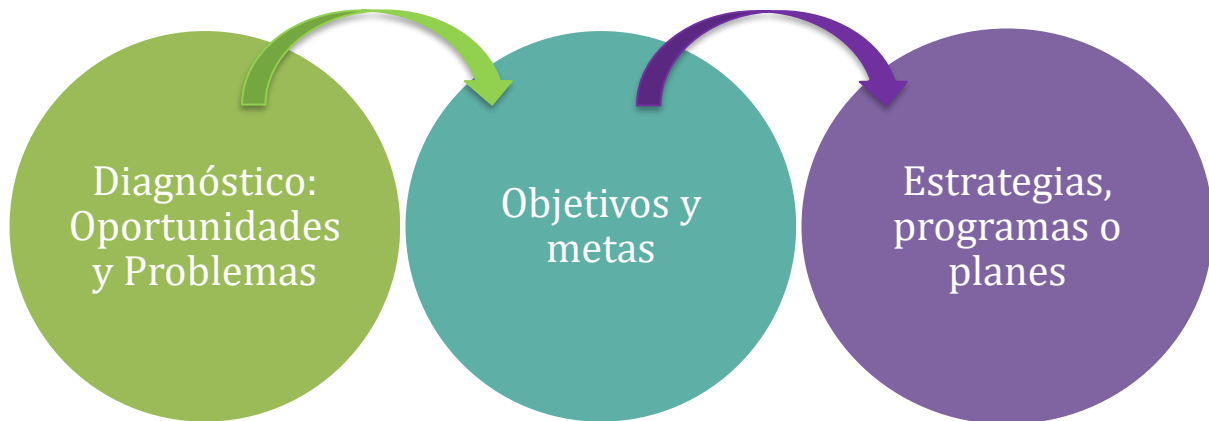 Diagnóstico:
Oportunidades
y Problemas
Objetivos y
metas
Estrategias,
programas o
planes